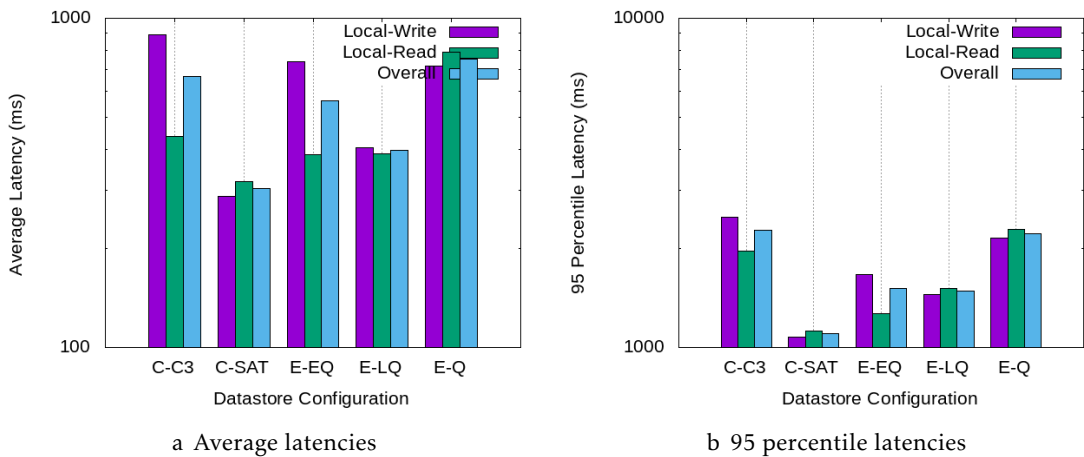 1000
100
Average Latency (ms)
Local-Write
Local-Read
Overall
C-C3 C-SAT E-EQ E-LQ E-Q
Datastore Configuration
a Average latencies
10000
1000
95 Percentile Latency (ms)
Local-Write
Local-Read
Overall
C-C3 C-SAT E-EQ E-LQ E-Q
Datastore Configuration
b 95 percentile latencies